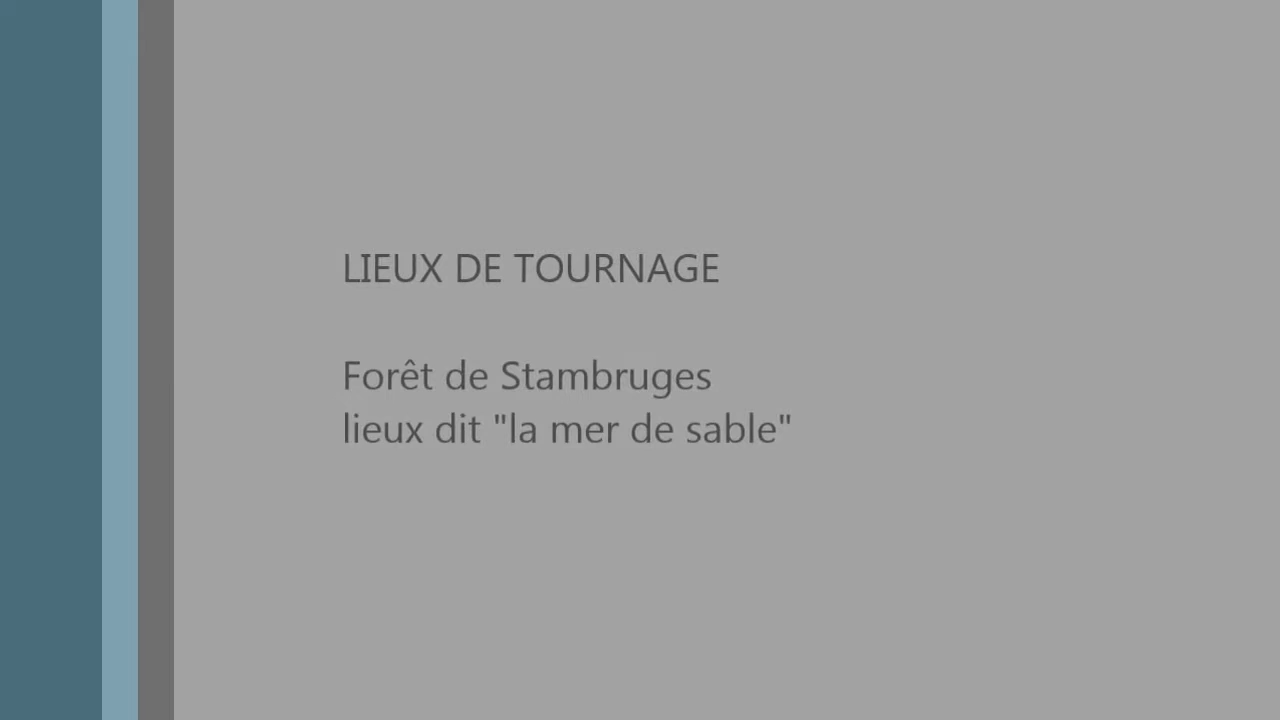 LIEUX DE TOURNAGE
Forêt de Stambruges
lieux dit "la mer de sable"